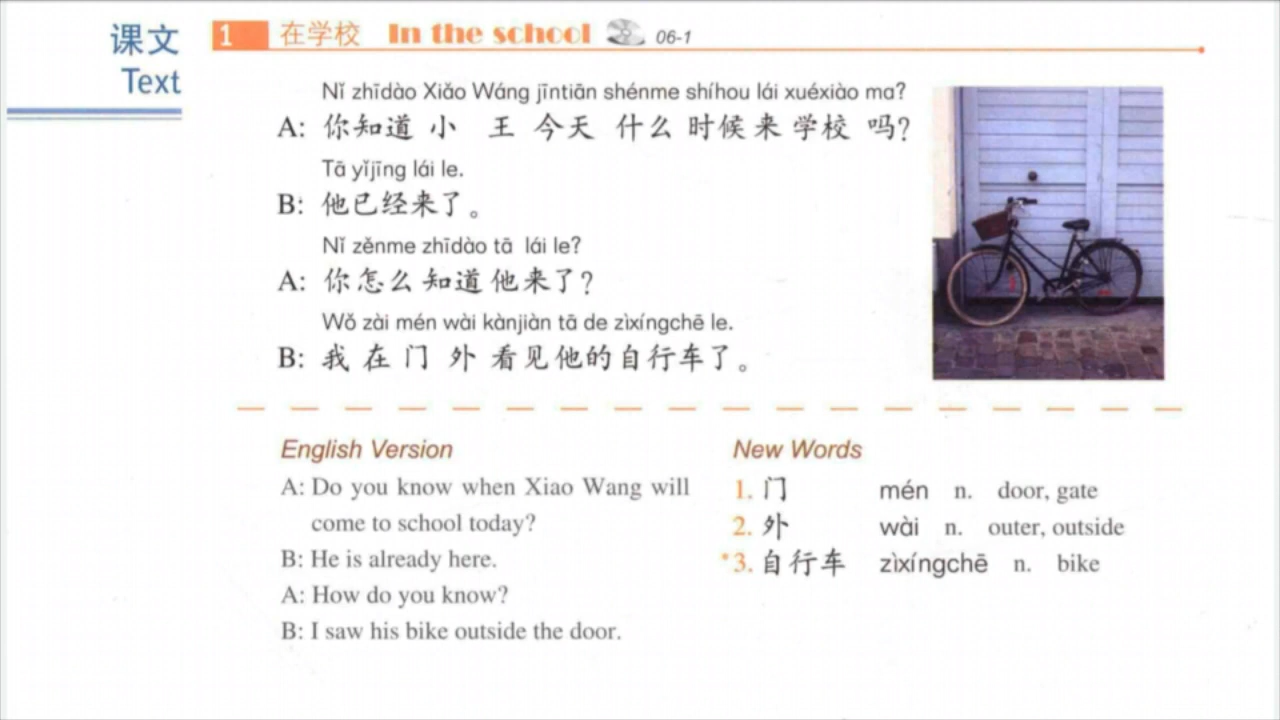 课文
Text
1 在学校 In the school 06-1
Nǐ zhīdào Xiǎo Wáng jīntiān shénme shíhou lái xuéxiào ma?
A: 你知道 小 王 今天 什么 时候 来 学校 吗?
Tā yǐjīng lái le.
B: 他已经来了。
Nǐ zěnme zhīdào tā lái le?
A: 你怎么知道他来了?
Wǒ zài mén wài kànjiàn tā de zìxíngchē le.
B: 我 在 门 外 看见他的自行车了。
English Version
A: Do you know when Xiao Wang will
come to school today?
B: He is already here.
A: How do you know?
B: I saw his bike outside the door.
New Words
1. 门 mén n. door, gate
2. 外 wài n. outer, outside
*3. 自行车 zìxíngchē n. bike